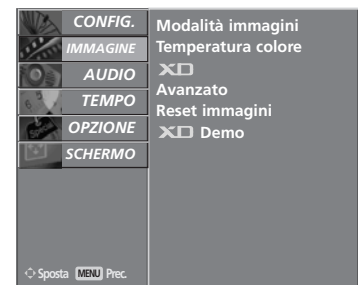 CONFIG.
IMMAGINE
AUDIO
TEMPO
OPZIONE
SCHERMO
Modalità immagini
Temperatura colore
XD
Avanzato
Reset immagini
XD Demo
Sposta MENU Prec.